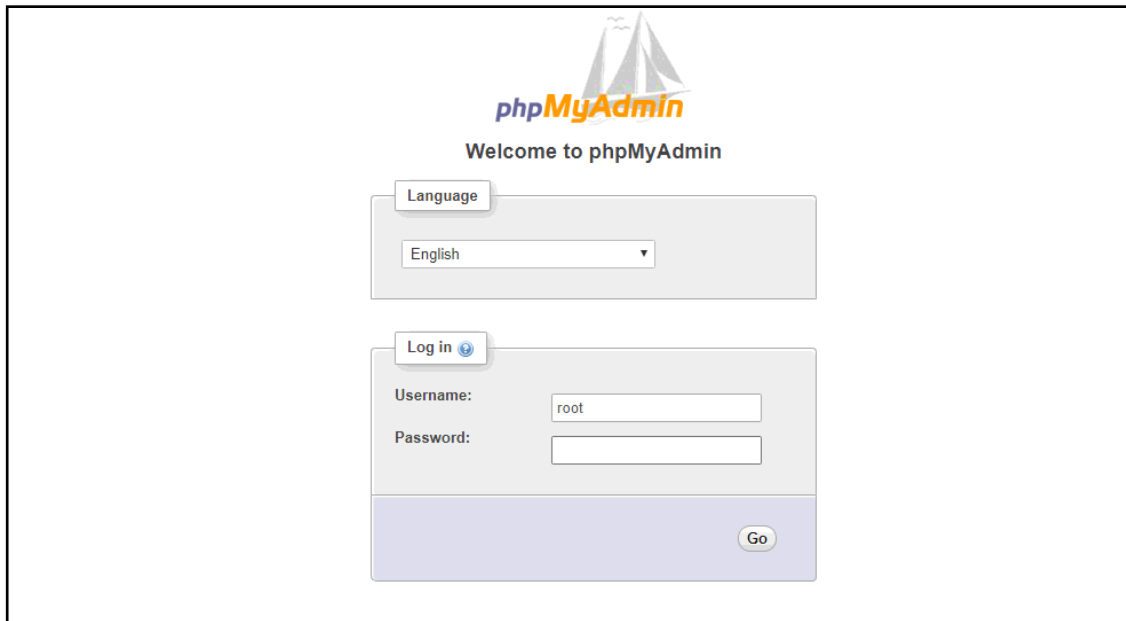 phpMyAdmin
Welcome to phpMyAdmin
Language
English
Log in
Username:
root
Password:
Go